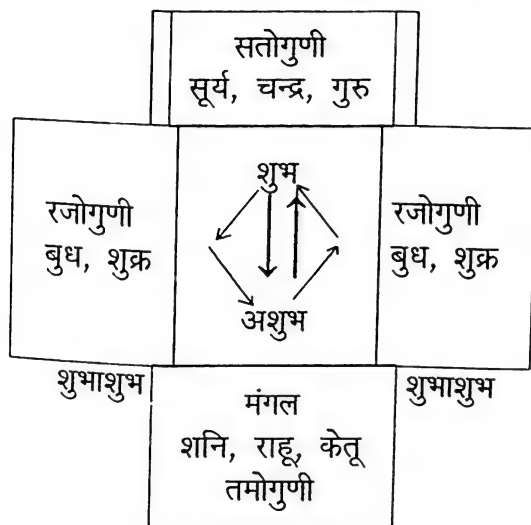 सतोगुणी
सूर्य, चन्द्र, गुरु
शुभ
रजोगुणी
बुध, शुक्र
रजोगुणी
बुध, शुक्र
अशुभ
शुभाशुभ
शुभाशुभ
मंगल
शनि, राहू, केतू
तमोगुणी